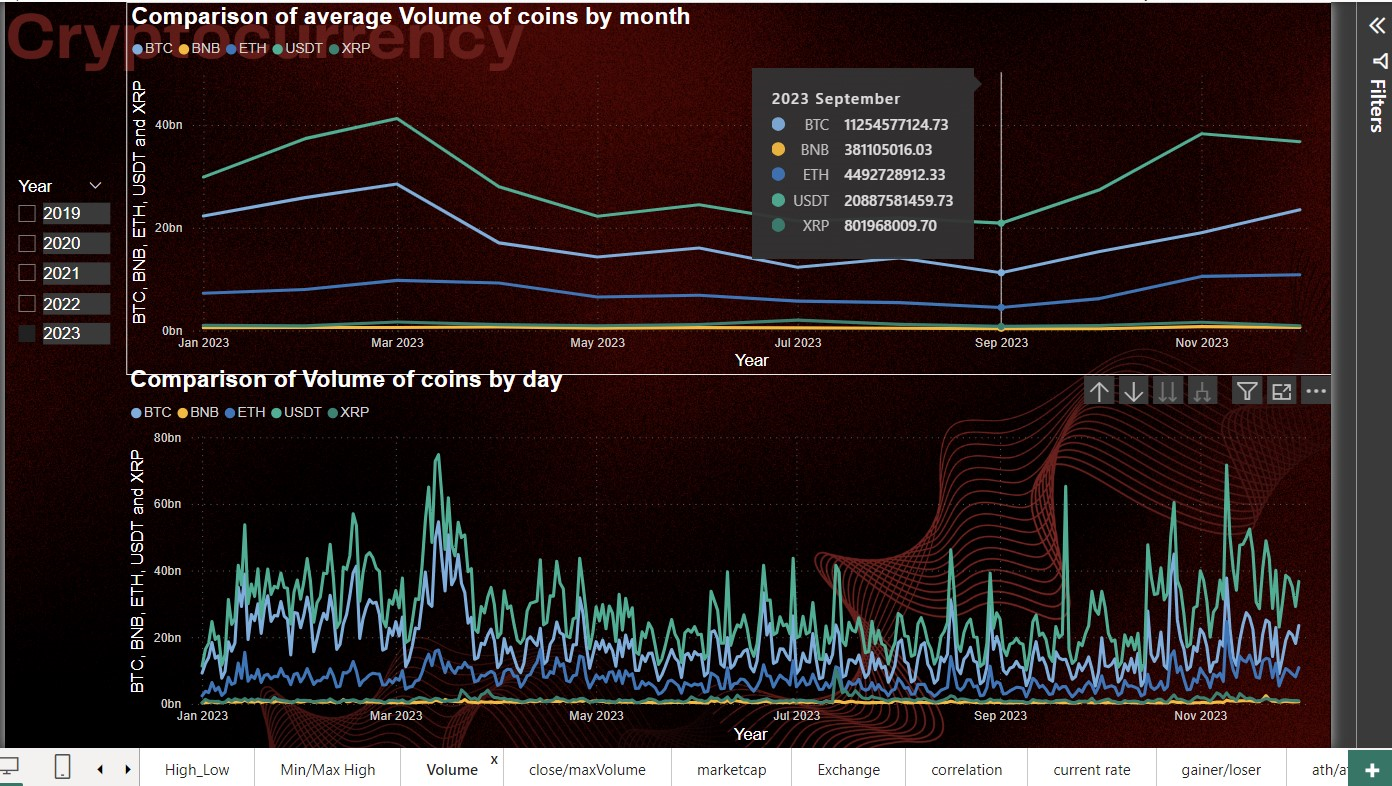 Cryptocurrency
Comparison of average Volume of coins by month
BTC BNB ETH USDT XRP
BTC, BNB, ETH, USDT and XRP
40bn
20bn
0bn
2023 September
BTC 11254577124.73
BNB 381105016.03
ETH 4492728912.33
USDT 20887581459.73
XRP 801968009.70
Jan 2023 Mar 2023 May 2023 Jul 2023 Sep 2023 Nov 2023
Year
Year
2019
2020
2021
2022
2023
Filters
Comparison of Volume of coins by day
BTC BNB ETH USDT XRP
BTC, BNB, ETH, USDT and XRP
80bn
60bn
40bn
20bn
0bn
Jan 2023 Mar 2023 May 2023 Jul 2023 Sep 2023 Nov 2023
Year
High_Low Min/Max High Volume x close/maxVolume marketcap Exchange correlation current rate gainer/loser